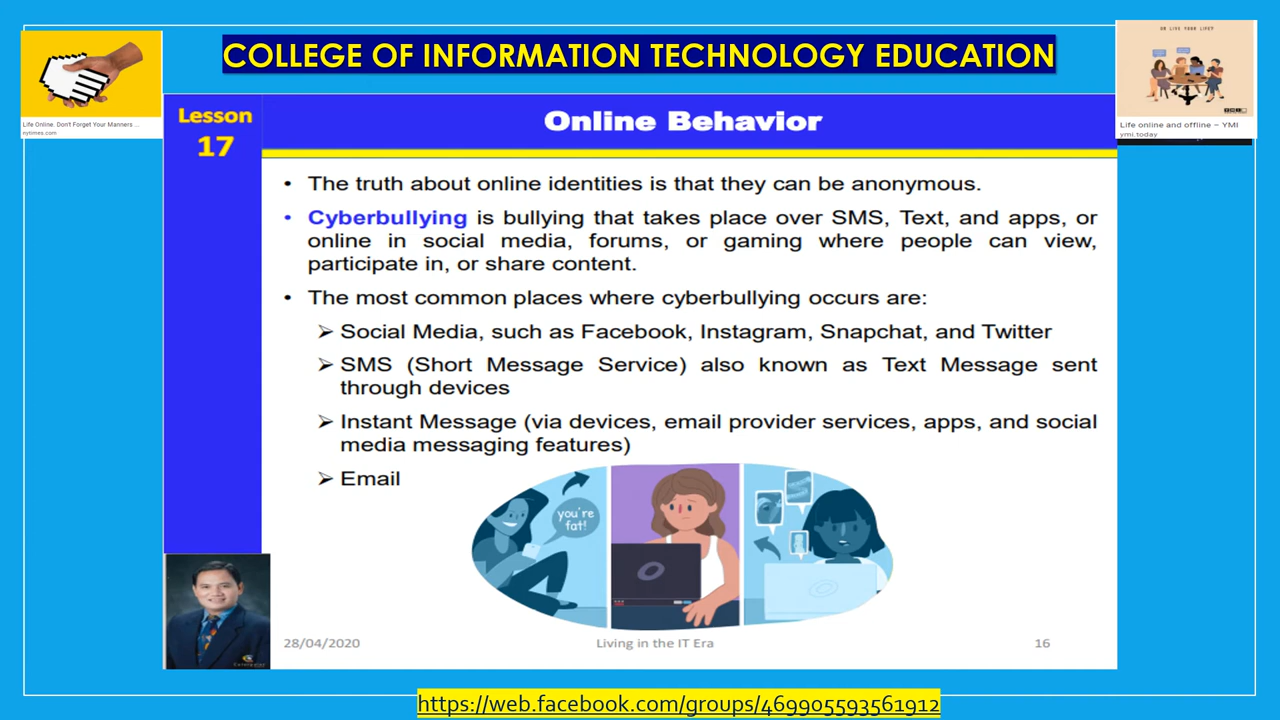 COLLEGE OF INFORMATION TECHNOLOGY EDUCATION
Life Online. Don't Forget Your Manners ...
nytimes.com
OR LIVE YOUR LIFE?
Life online and offline – YMI
ymi.today
Lesson
17
Online Behavior
• The truth about online identities is that they can be anonymous.
• Cyberbullying is bullying that takes place over SMS, Text, and apps, or
online in social media, forums, or gaming where people can view,
participate in, or share content.
• The most common places where cyberbullying occurs are:
➢ Social Media, such as Facebook, Instagram, Snapchat, and Twitter
➢ SMS (Short Message Service) also known as Text Message sent
through devices
➢ Instant Message (via devices, email provider services, apps, and social
media messaging features)
➢ Email
you're
fat!
28/04/2020
Living in the IT Era
16
https://web.facebook.com/groups/469905593561912